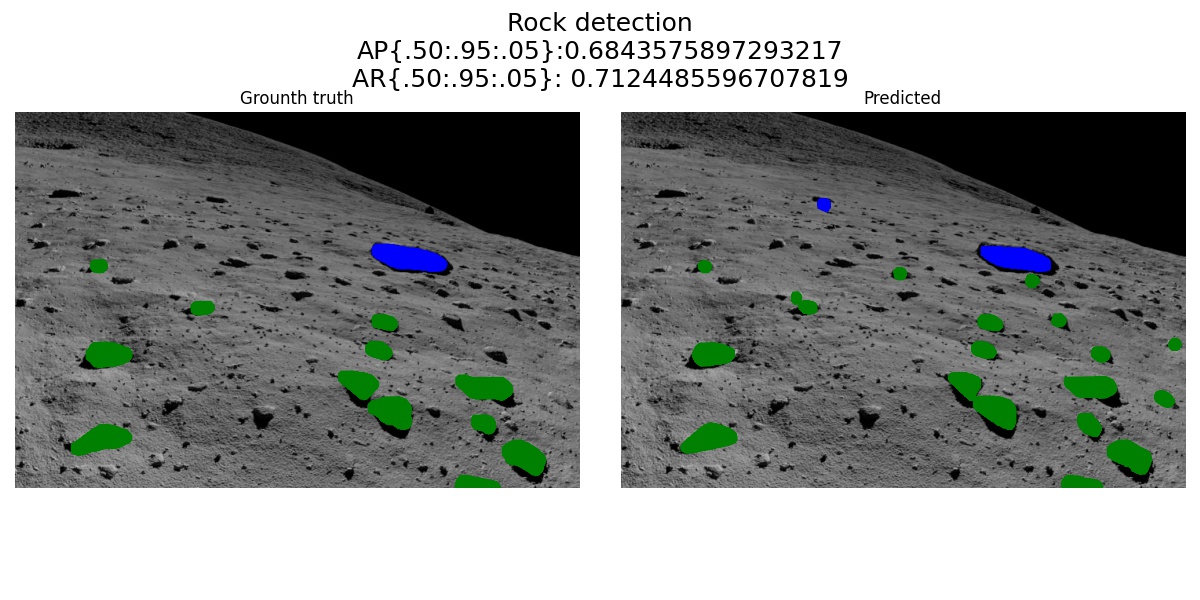 Rock detection
AP{.50:.95:.05}:0.6843575897293217
AR{.50:.95:.05}: 0.7124485596707819
Grounth truth
Predicted